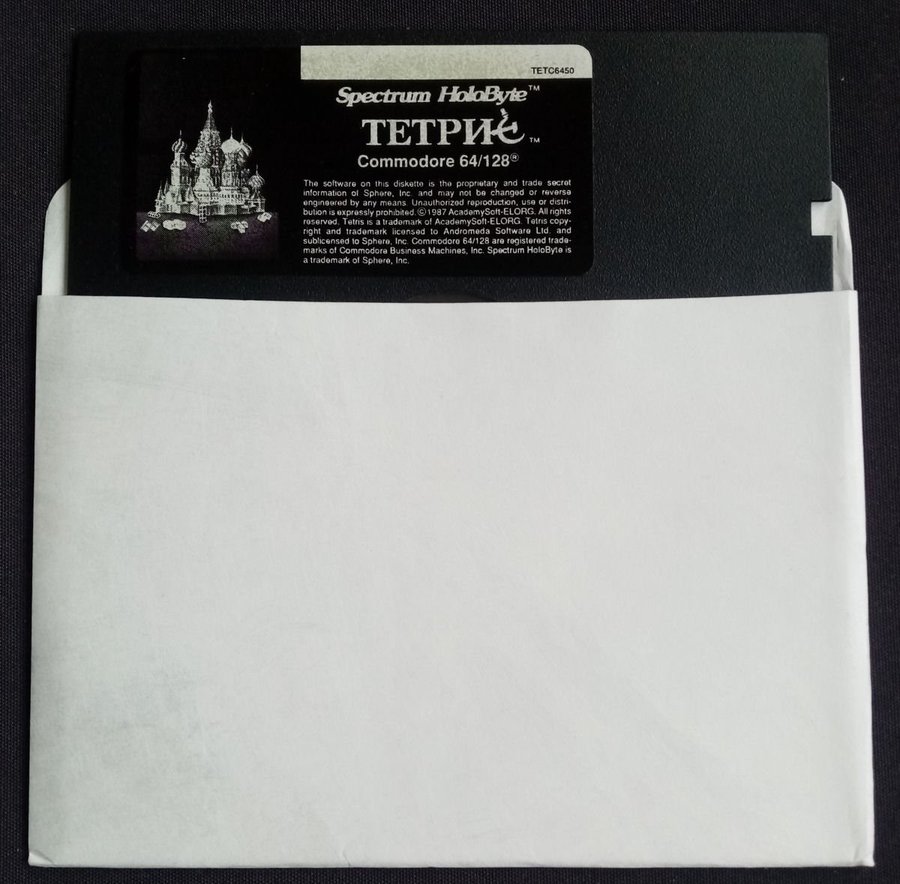 TETC6450
Spectrum HoloByte™
ТЕТРИС™
Commodore 64/128®
The software on this diskette is the proprietary and trade secret
information of Sphere, Inc. and may not be changed or reverse
engineered by any means. Unauthorized reproduction, use or distri-
bution is expressly prohibited. ©1987 AcademySoft-ELORG. All rights
reserved. Tetris is a trademark of AcademySoft-ELORG. Tetris copy-
right and trademark licensed to Andromeda Software Ltd. and
sublicensed to Sphere, Inc. Commodore 64/128 are registered trade-
marks of Commodore Business Machines, Inc. Spectrum HoloByte is
a trademark of Sphere, Inc.